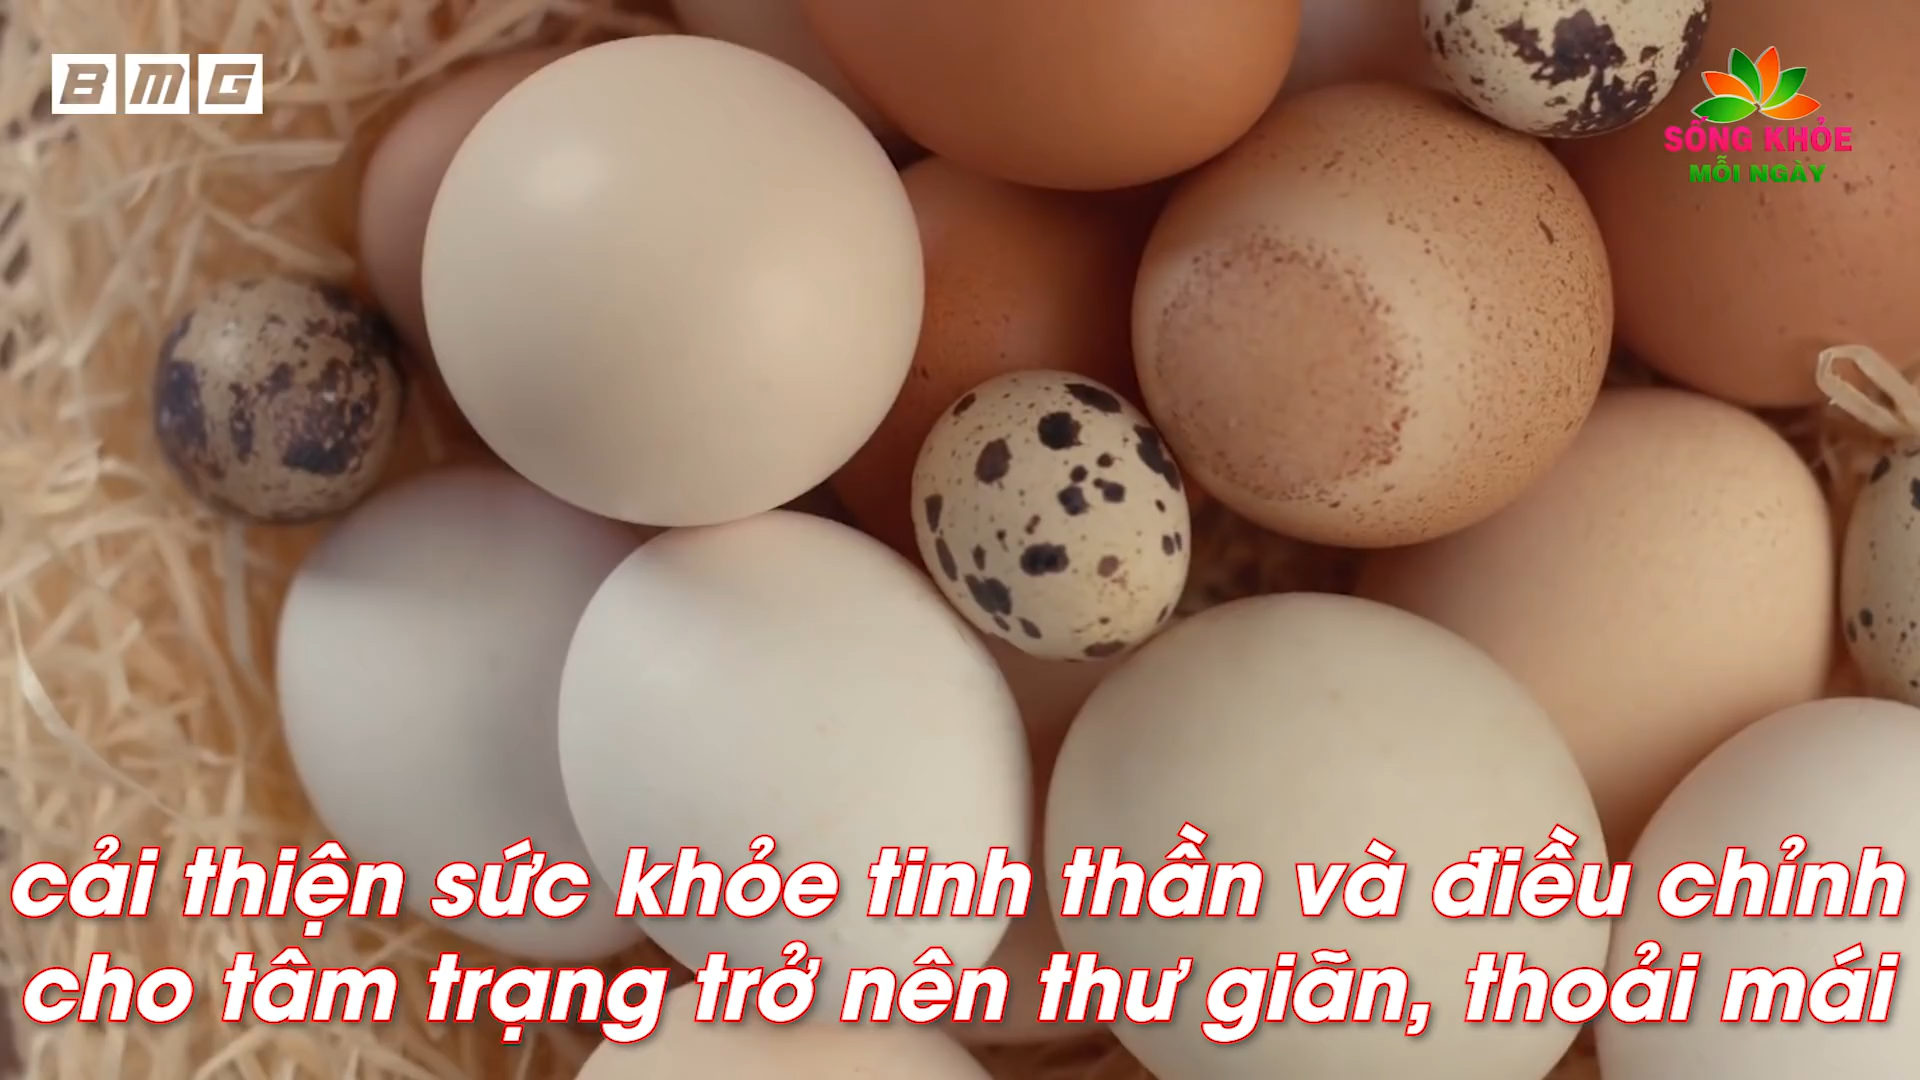 BMG
SỐNG KHỎE
MỖI NGÀY
cải thiện sức khỏe tinh thần và điều chỉnh
cho tâm trạng trở nên thư giãn, thoải mái